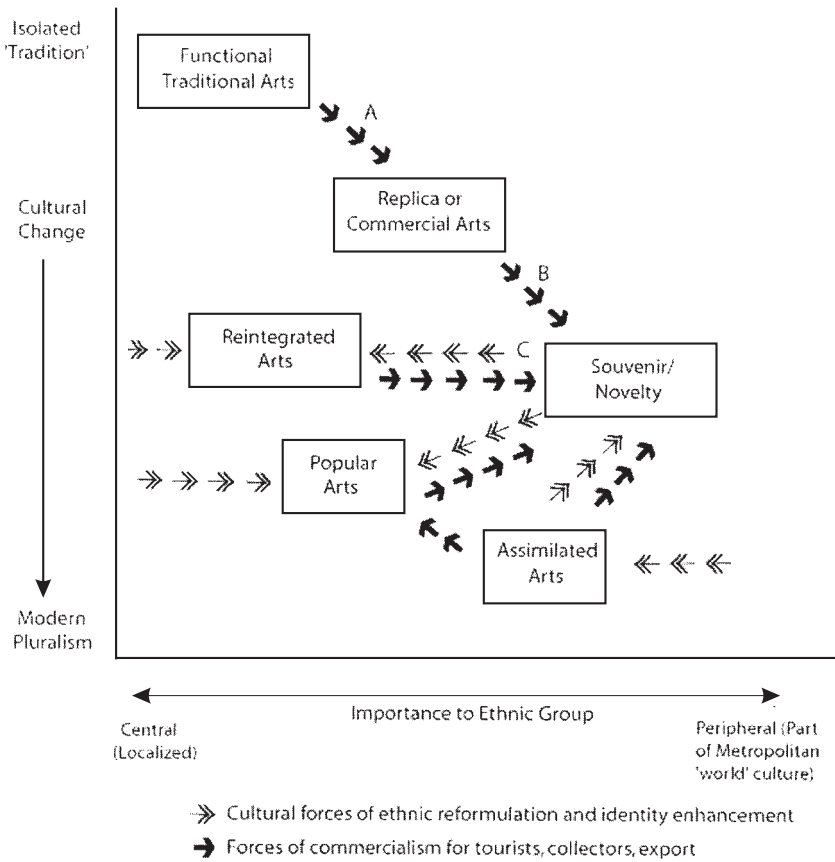 Isolated
'Tradition'
Functional
Traditional Arts
A
Replica or
Commercial Arts
Cultural
Change
B
Reintegrated
Arts
C
Souvenir/
Novelty
Popular
Arts
Assimilated
Arts
Modern
Pluralism
Importance to Ethnic Group
Central
(Localized)
Peripheral (Part
of Metropolitan
'world' culture)
Cultural forces of ethnic reformulation and identity enhancement
Forces of commercialism for tourists, collectors, export